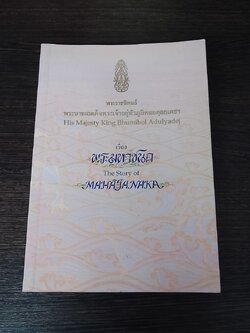 พระราชนิพนธ์
พระบาทสมเด็จพระเจ้าอยู่หัวภูมิพลอดุลยเดชฯ
His Majesty King Bhumibol Adulyadej
เรื่อง
พระมหาชนก
The Story of
MAHAJANAKA